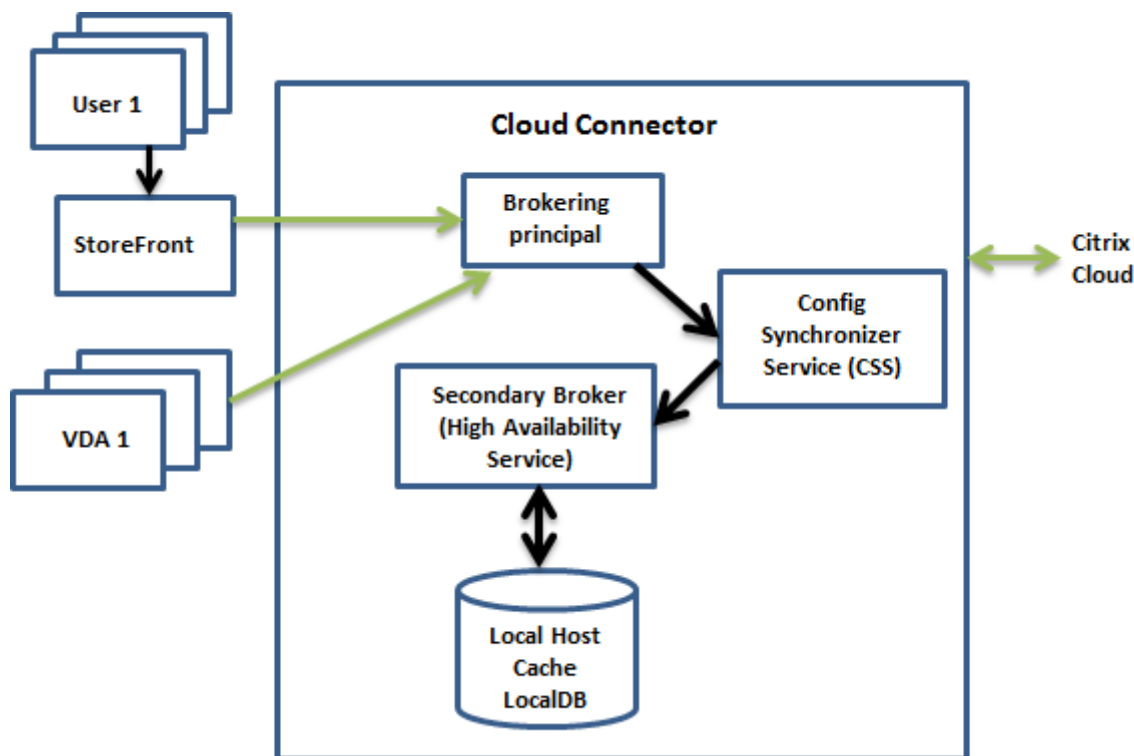 User 1
Cloud Connector
Brokering
principal
StoreFront
Citrix
Cloud
Config
Synchronizer
Service (CSS)
Secondary Broker
(High Availability
Service)
VDA 1
Local Host
Cache
LocalDB